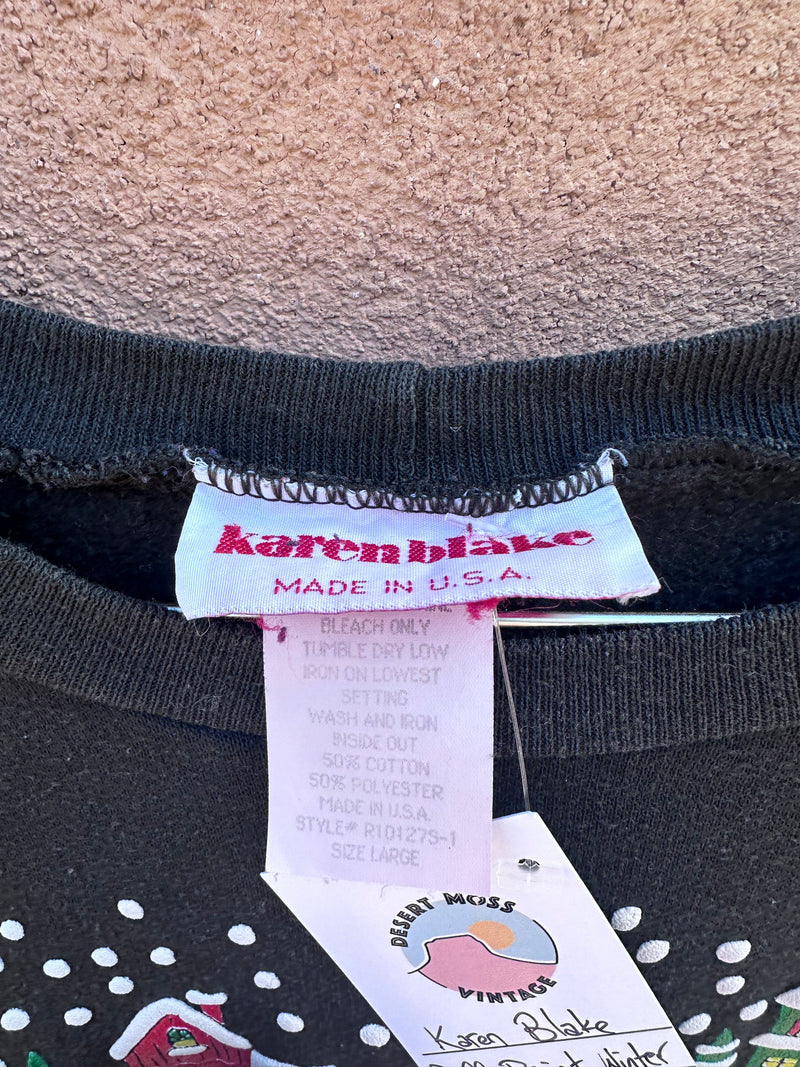 karen blake
MADE IN U.S.A.
BLEACH ONLY
TUMBLE DRY LOW
IRON ON LOWEST
SETTING
WASH AND IRON
INSIDE OUT
50% COTTON
50% POLYESTER
MADE IN U.S.A.
STYLE# R10127S-1
SIZE LARGE
DESERT MOSS
VINTAGE
Karen Blake
Winter